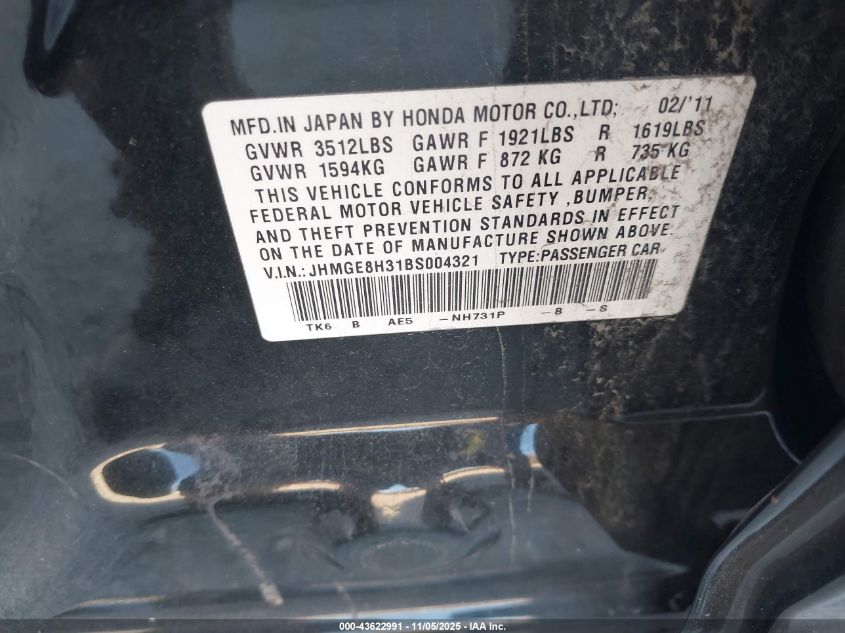 MFD.IN JAPAN BY HONDA MOTOR CO.,LTD; 02/'11
GVWR 3512LBS GAWR F 1921LBS R 1619LBS
GVWR 1594KG GAWR F 872 KG R 735 KG
THIS VEHICLE CONFORMS TO ALL APPLICABLE
FEDERAL MOTOR VEHICLE SAFETY ,BUMPER,
AND THEFT PREVENTION STANDARDS IN EFFECT
ON THE DATE OF MANUFACTURE SHOWN ABOVE.
V.I.N.:JHMGE8H31BS004321 TYPE:PASSENGER CAR
TK6 B AE5 -NH731P -B -S
000-43622991 - 11/05/2025 - IAA Inc.